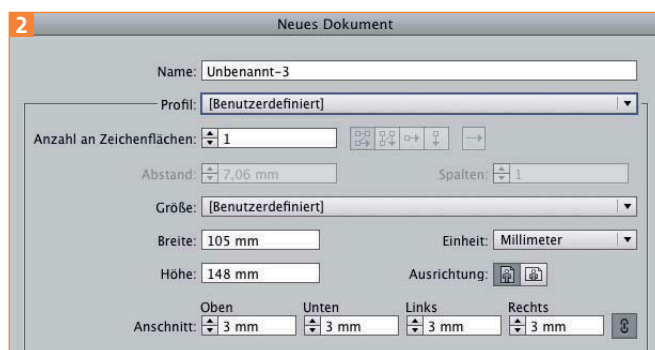 2
Neues Dokument
Name: Unbenannt-3
Profil: [Benutzerdefiniert]
Anzahl an Zeichenflächen: 1
Abstand: 7,06 mm Spalten: 1
Größe: [Benutzerdefiniert]
Breite: 105 mm Einheit: Millimeter
Höhe: 148 mm Ausrichtung:
Oben Unten Links Rechts
Anschnitt: 3 mm 3 mm 3 mm 3 mm